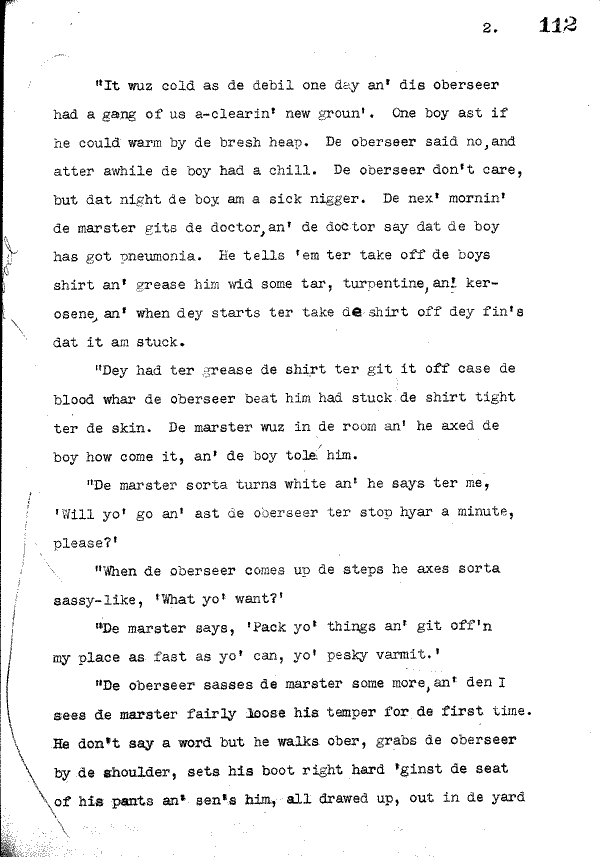 2. 112
"It wuz cold as de debil one day an' dis oberseer
had a gang of us a-clearin' new groun'. One boy ast if
he could warm by de bresh heap. De oberseer said no, and
atter awhile de boy had a chill. De oberseer don't care,
but dat night de boy am a sick nigger. De nex' mornin'
de marster gits de doctor, an' de doctor say dat de boy
has got pneumonia. He tells 'em ter take off de boys
shirt an' grease him wid some tar, turpentine, an' ker-
osene, an' when dey starts ter take de shirt off dey fin's
dat it am stuck.
"Dey had ter grease de shirt ter git it off case de
blood whar de oberseer beat him had stuck de shirt tight
ter de skin. De marster wuz in de room an' he axed de
boy how come it, an' de boy tole him.
"De marster sorta turns white an' he says ter me,
'Will yo' go an' ast de oberseer ter stop hyar a minute,
please?'
"When de oberseer comes up de steps he axes sorta
sassy-like, 'What yo' want?'
"De marster says, 'Pack yo' things an' git off'n
my place as fast as yo' can, yo' pesky varmit.'
"De oberseer sasses de marster some more, an' den I
sees de marster fairly loose his temper for de first time.
He don't say a word but he walks ober, grabs de oberseer
by de shoulder, sets his boot right hard 'ginst de seat
of his pants an' sen's him, all drawed up, out in de yard